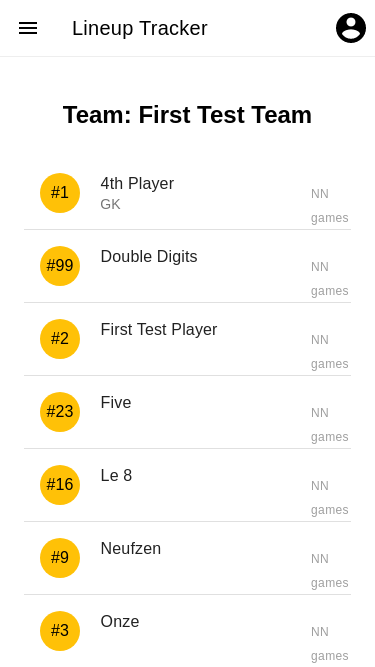 Lineup Tracker
Team: First Test Team
#1
4th Player
GK
NN
games
#99
Double Digits
NN
games
#2
First Test Player
NN
games
#23
Five
NN
games
#16
Le 8
NN
games
#9
Neufzen
NN
games
#3
Onze
NN
games